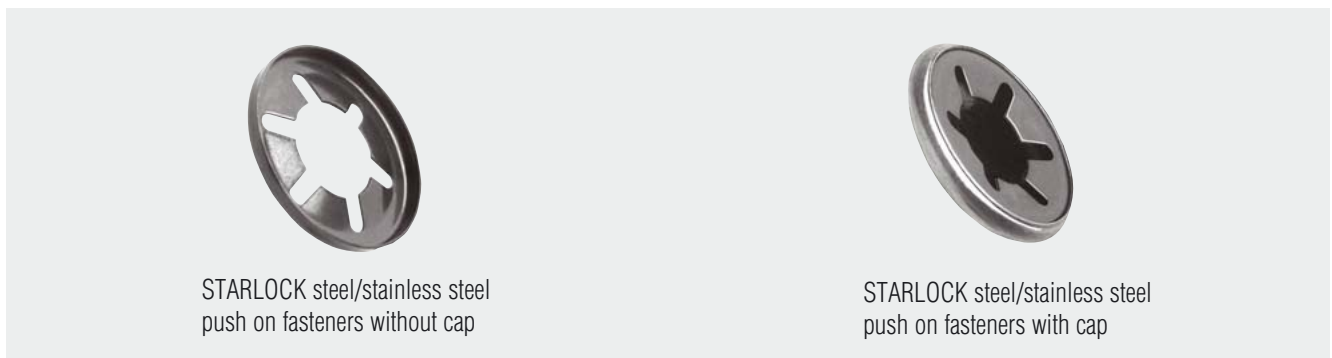 STARLOCK steel/stainless steel
push on fasteners without cap
STARLOCK steel/stainless steel
push on fasteners with cap